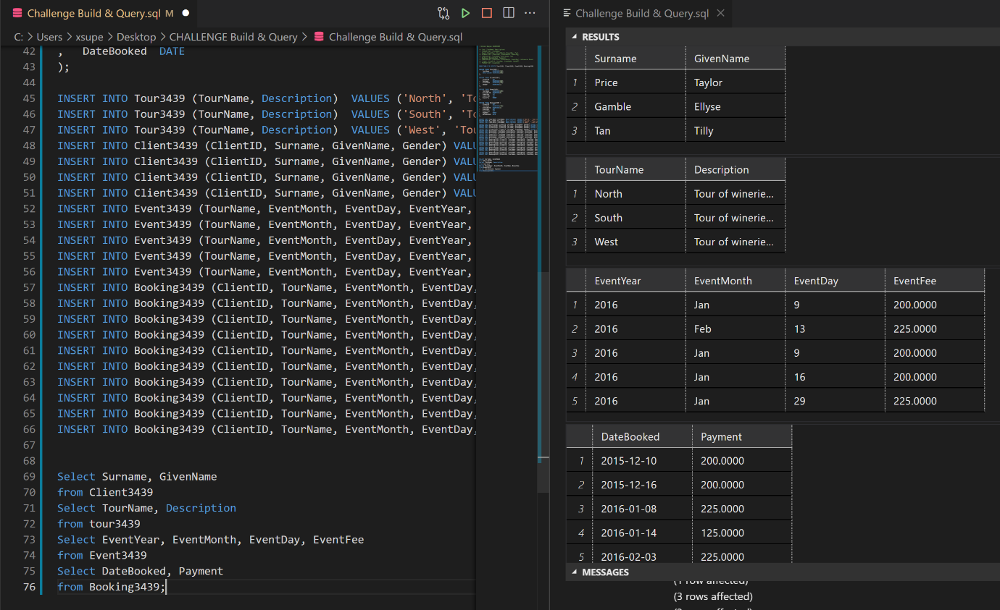 Challenge Build & Query.sql M
C: > Users > xsupe > Desktop > CHALLENGE Build & Query > Challenge Build & Query.sql
42 , DateBooked DATE
43 );
44
45 INSERT INTO Tour3439 (TourName, Description) VALUES ('North', 'To
46 INSERT INTO Tour3439 (TourName, Description) VALUES ('South', 'To
47 INSERT INTO Tour3439 (TourName, Description) VALUES ('West', 'Tou
48 INSERT INTO Client3439 (ClientID, Surname, GivenName, Gender) VALU
49 INSERT INTO Client3439 (ClientID, Surname, GivenName, Gender) VALU
50 INSERT INTO Client3439 (ClientID, Surname, GivenName, Gender) VALU
51 INSERT INTO Client3439 (ClientID, Surname, GivenName, Gender) VALU
52 INSERT INTO Event3439 (TourName, EventMonth, EventDay, EventYear,
53 INSERT INTO Event3439 (TourName, EventMonth, EventDay, EventYear,
54 INSERT INTO Event3439 (TourName, EventMonth, EventDay, EventYear,
55 INSERT INTO Event3439 (TourName, EventMonth, EventDay, EventYear,
56 INSERT INTO Event3439 (TourName, EventMonth, EventDay, EventYear,
57 INSERT INTO Booking3439 (ClientID, TourName, EventMonth, EventDay,
58 INSERT INTO Booking3439 (ClientID, TourName, EventMonth, EventDay,
59 INSERT INTO Booking3439 (ClientID, TourName, EventMonth, EventDay,
60 INSERT INTO Booking3439 (ClientID, TourName, EventMonth, EventDay,
61 INSERT INTO Booking3439 (ClientID, TourName, EventMonth, EventDay,
62 INSERT INTO Booking3439 (ClientID, TourName, EventMonth, EventDay,
63 INSERT INTO Booking3439 (ClientID, TourName, EventMonth, EventDay,
64 INSERT INTO Booking3439 (ClientID, TourName, EventMonth, EventDay,
65 INSERT INTO Booking3439 (ClientID, TourName, EventMonth, EventDay,
66 INSERT INTO Booking3439 (ClientID, TourName, EventMonth, EventDay,
67
68
69 Select Surname, GivenName
70 from Client3439
71 Select TourName, Description
72 from tour3439
73 Select EventYear, EventMonth, EventDay, EventFee
74 from Event3439
75 Select DateBooked, Payment
76 from Booking3439;
Challenge Build & Query.sql
RESULTS
Surname GivenName
1 Price Taylor
2 Gamble Ellyse
3 Tan Tilly
TourName Description
1 North Tour of winerie...
2 South Tour of winerie...
3 West Tour of winerie...
EventYear EventMonth EventDay EventFee
1 2016 Jan 9 200.0000
2 2016 Feb 13 225.0000
3 2016 Jan 9 200.0000
4 2016 Jan 16 200.0000
5 2016 Jan 29 225.0000
DateBooked Payment
1 2015-12-10 200.0000
2 2015-12-16 200.0000
3 2016-01-08 225.0000
4 2016-01-14 125.0000
5 2016-02-03 225.0000
MESSAGES
(1 row affected)
(3 rows affected)